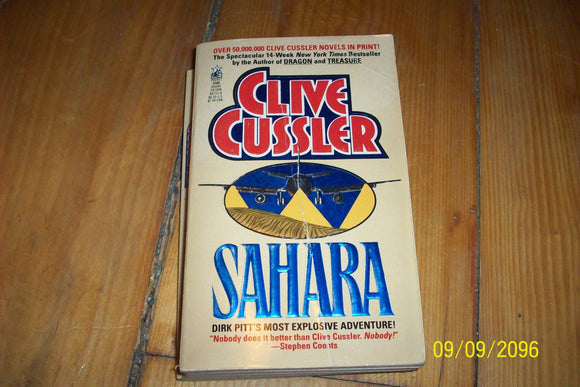 OVER 50,000,000 CLIVE CUSSLER NOVELS IN PRINT!
The Spectacular 14-Week New York Times Bestseller
by the Author of DRAGON and TREASURE
CLIVE
CUSSLER
SAHARA
DIRK PITT'S MOST EXPLOSIVE ADVENTURE!
"Nobody does it better than Clive Cussler. Nobody!"
—Stephen Coonts
09/09/2096